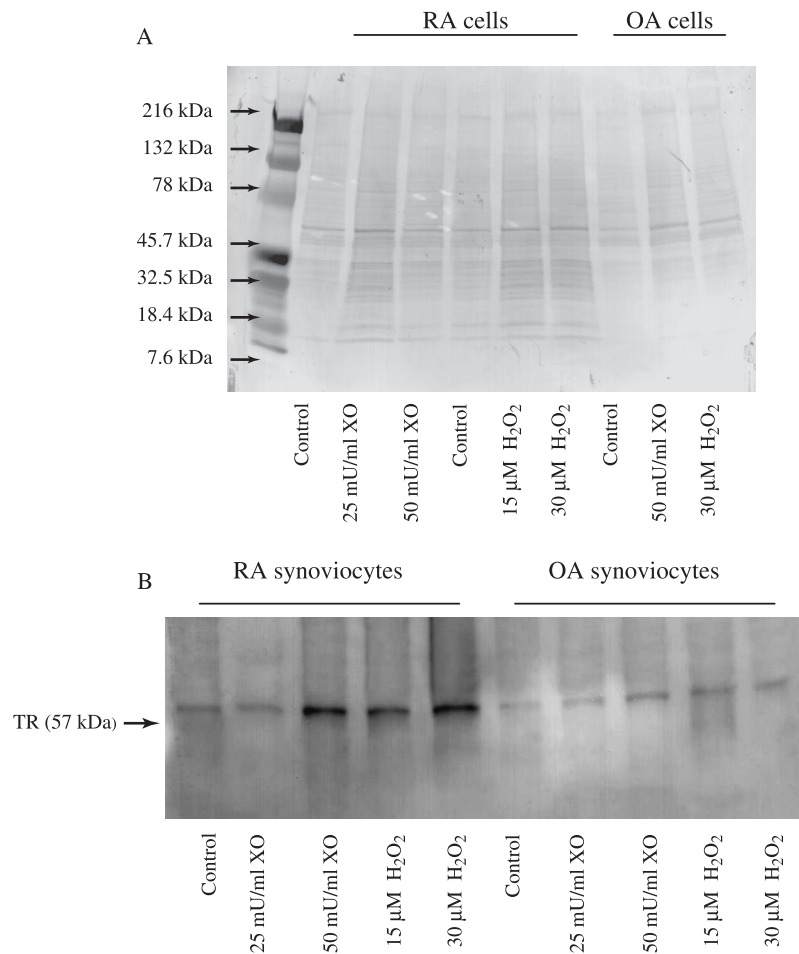 A
RA cells
OA cells
216 kDa
132 kDa
78 kDa
45.7 kDa
32.5 kDa
18.4 kDa
7.6 kDa
Control
25 mU/ml XO
50 mU/ml XO
Control
15 µM H₂O₂
30 µM H₂O₂
Control
50 mU/ml XO
30 µM H₂O₂
B
RA synoviocytes
OA synoviocytes
TR (57 kDa)
Control
25 mU/ml XO
50 mU/ml XO
15 µM H₂O₂
30 µM H₂O₂
Control
25 mU/ml XO
50 mU/ml XO
15 µM H₂O₂
30 µM H₂O₂